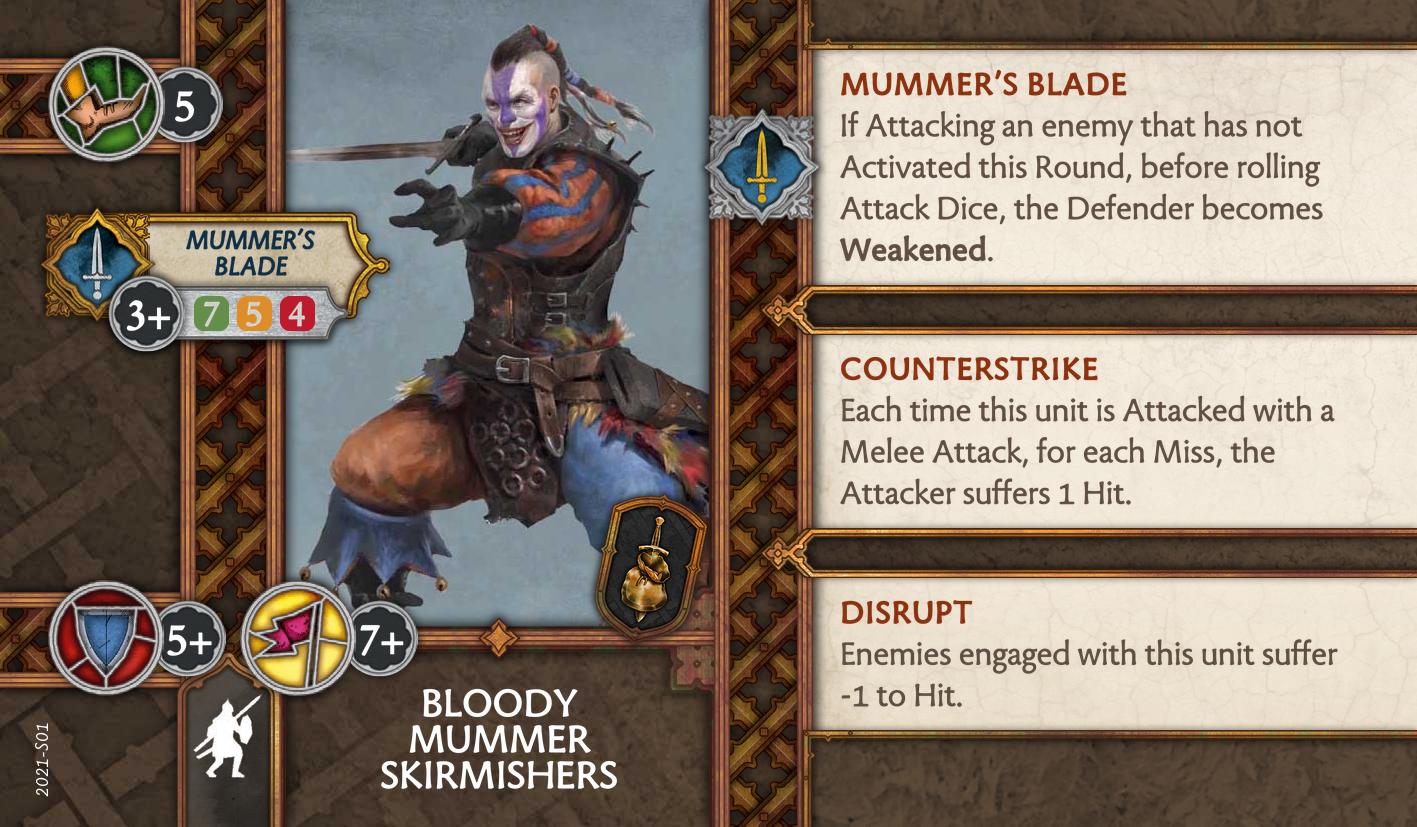 5
MUMMER'S
BLADE
3+
7 5 4
5+
7+
BLOODY
MUMMER
SKIRMISHERS
2021-S01
MUMMER'S BLADE
If Attacking an enemy that has not
Activated this Round, before rolling
Attack Dice, the Defender becomes
Weakened.
COUNTERSTRIKE
Each time this unit is Attacked with a
Melee Attack, for each Miss, the
Attacker suffers 1 Hit.
DISRUPT
Enemies engaged with this unit suffer
-1 to Hit.